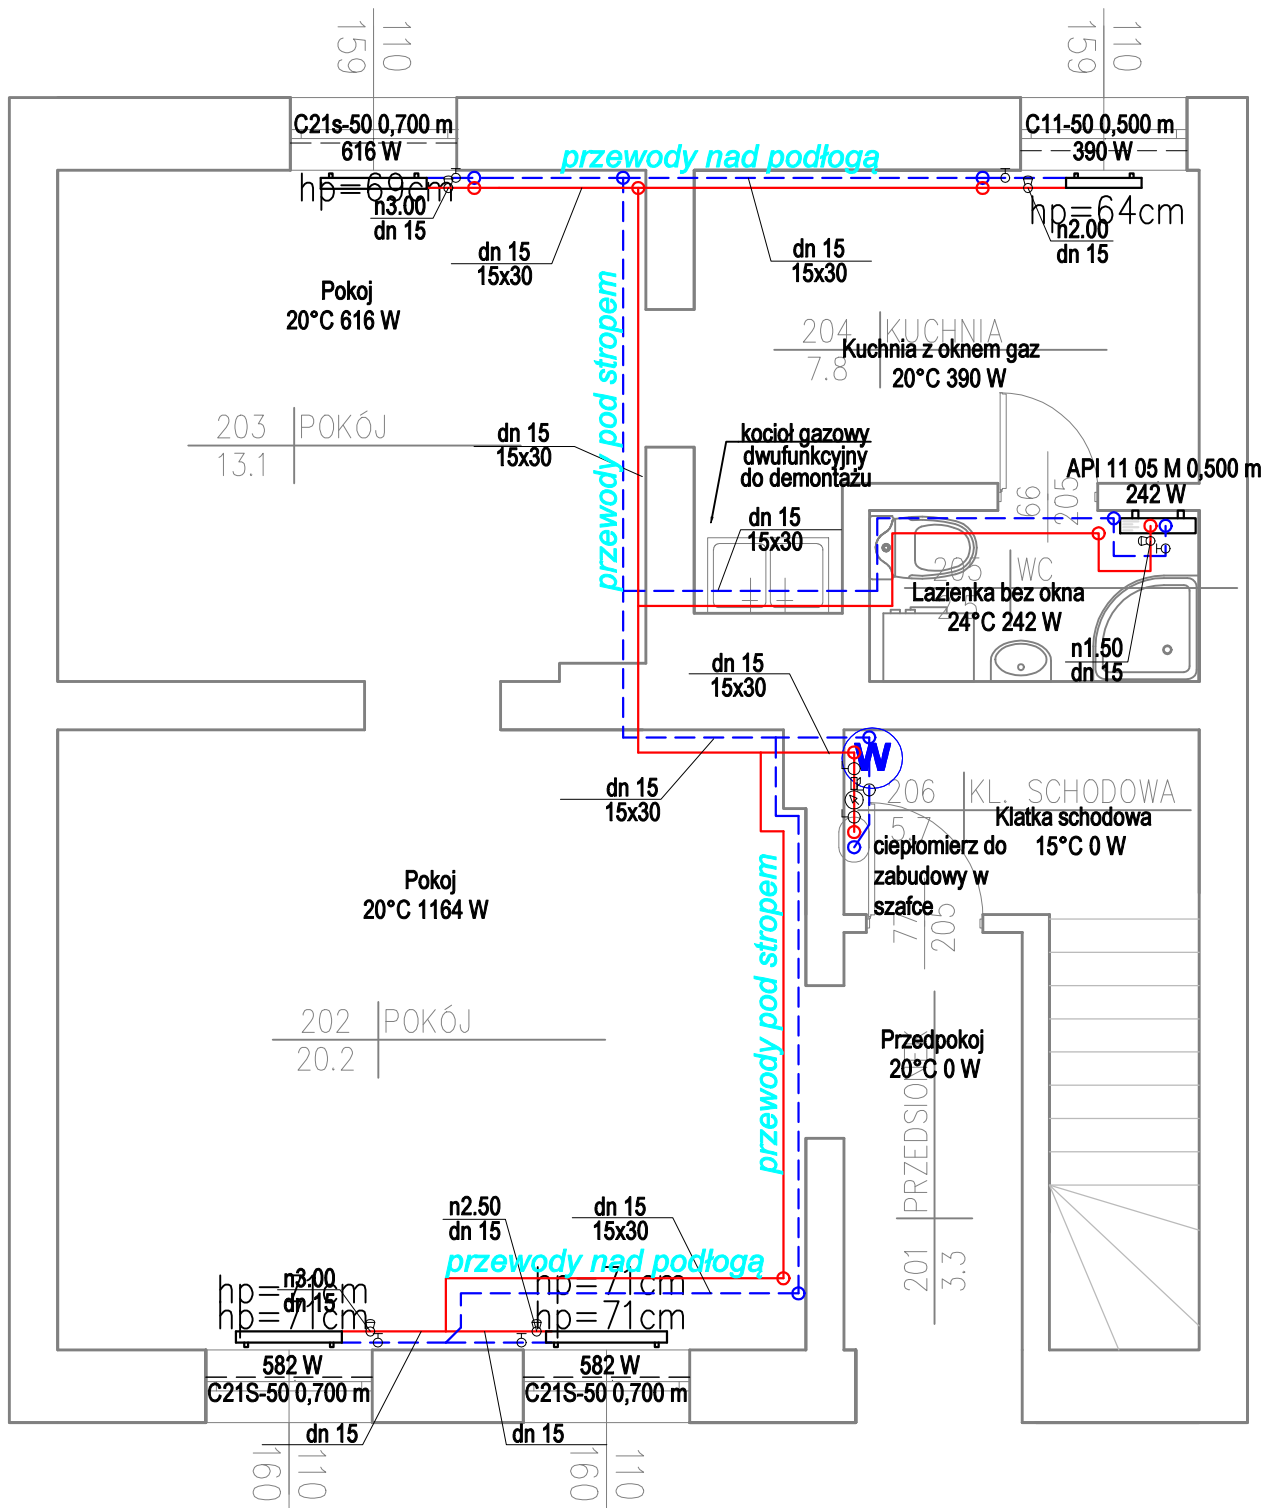 159
110
159
110
C21s-50 0,700 m
616 W
C11-50 0,500 m
390 W
przewody nad podłogą
hp=69cm
n3.00
dn 15
hp=64cm
n2.00
dn 15
dn 15
15x30
dn 15
15x30
Pokoj
20°C 616 W
przewody pod stropem
204 KUCHNIA
7.8
Kuchnia z oknem gaz
20°C 390 W
203 POKÓJ
13.1
dn 15
15x30
kocioł gazowy
dwufunkcyjny
do demontażu
API 11 05 M 0,500 m
242 W
66
205
dn 15
15x30
205 WC
Lazienka bez okna
24°C 242 W
n1.50
dn 15
dn 15
15x30
W
dn 15
15x30
206 KL. SCHODOWA
5.7
Klatka schodowa
15°C 0 W
ciepłomierz do
zabudowy w
szafce
77
205
Pokoj
20°C 1164 W
przewody pod stropem
202 POKÓJ
20.2
Przedpokoj
20°C 0 W
201 PRZEDSIONEK
3.3
n2.50
dn 15
dn 15
15x30
przewody nad podłogą
hp=71cm
n3.00
dn 15
hp=71cm
hp=71cm
hp=71cm
582 W
C21S-50 0,700 m
582 W
C21S-50 0,700 m
dn 15
dn 15
160
110
160
110